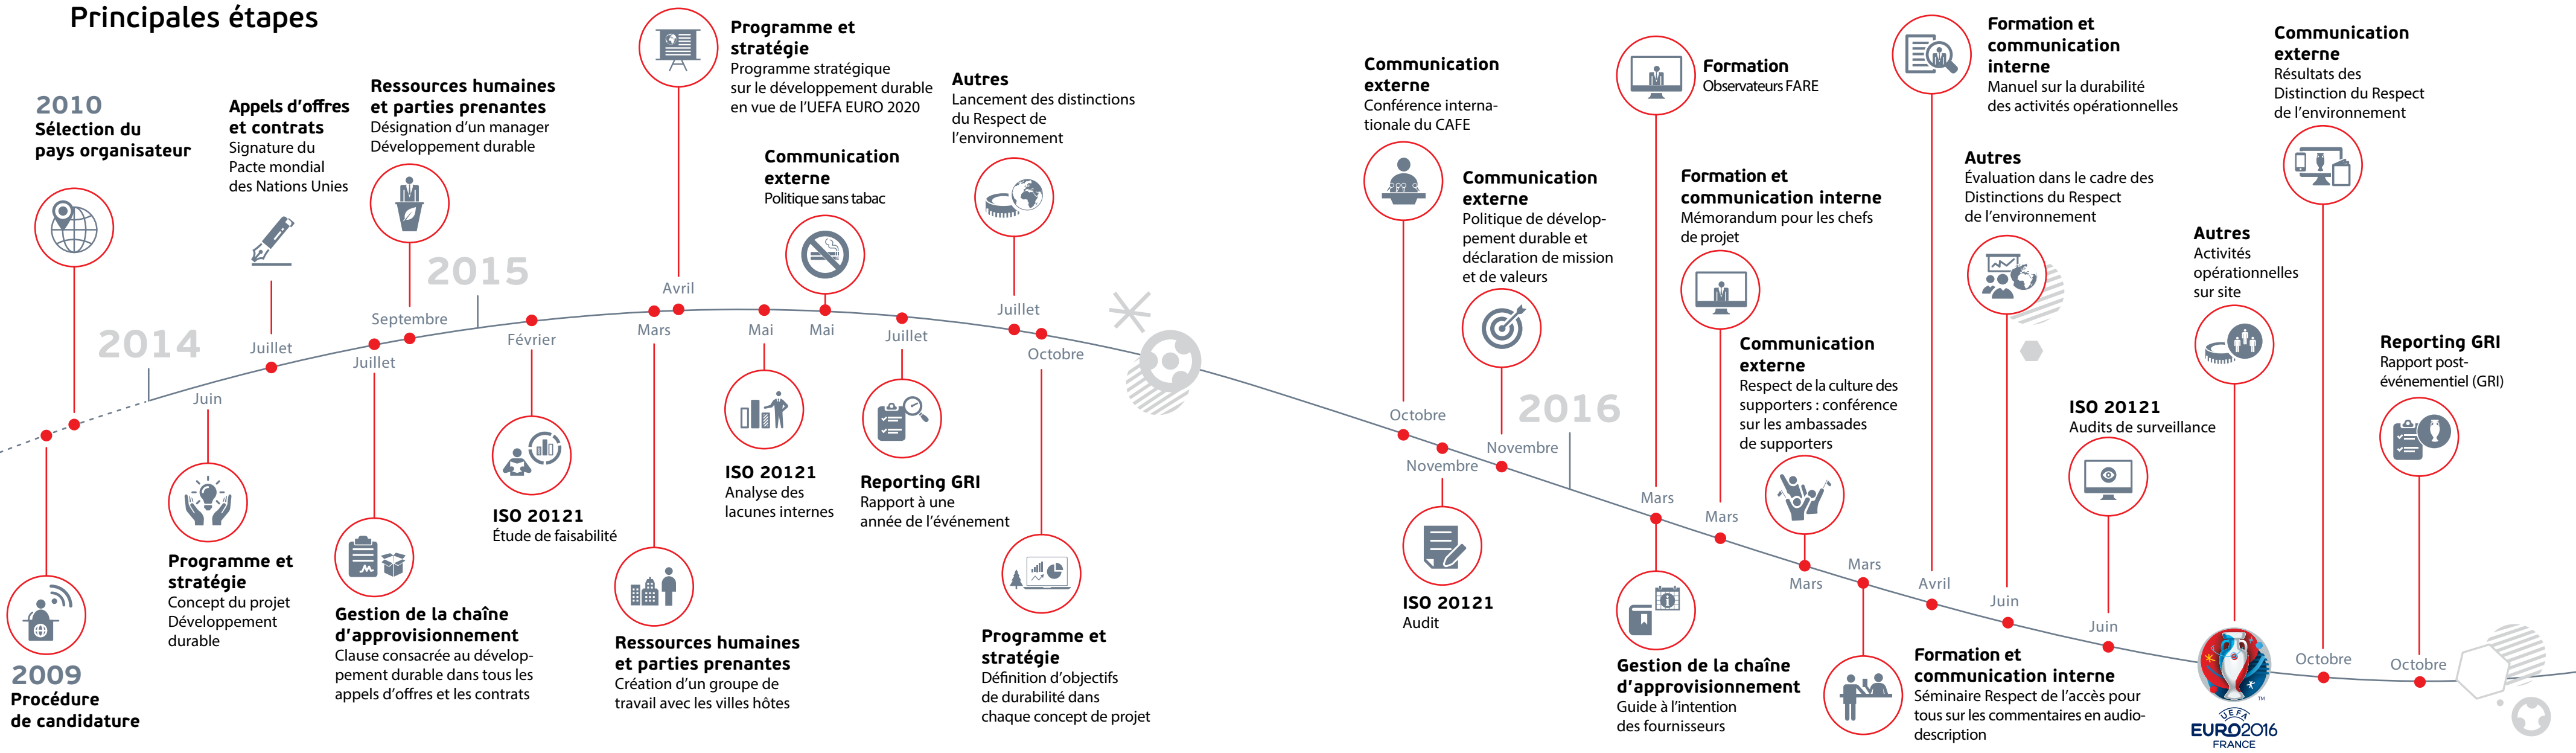 Principales étapes
2009
Procédure
de candidature
2010
Sélection du
pays organisateur
2014
Juin
Programme et
stratégie
Concept du projet
Développement
durable
Appels d’offres
et contrats
Signature du
Pacte mondial
des Nations Unies
Juillet
Juillet
Gestion de la chaîne
d’approvisionnement
Clause consacrée au dévelop-
pement durable dans tous les
appels d’offres et les contrats
Ressources humaines
et parties prenantes
Désignation d’un manager
Développement durable
Septembre
2015
Février
ISO 20121
Étude de faisabilité
Mars
Ressources humaines
et parties prenantes
Création d’un groupe de
travail avec les villes hôtes
Programme et
stratégie
Programme stratégique
sur le développement durable
en vue de l’UEFA EURO 2020
Avril
Mai
ISO 20121
Analyse des
lacunes internes
Communication
externe
Politique sans tabac
Mai
Juillet
Reporting GRI
Rapport à une
année de l’événement
Autres
Lancement des distinctions
du Respect de
l’environnement
Juillet
Octobre
Programme et
stratégie
Définition d’objectifs
de durabilité dans
chaque concept de projet
Communication
externe
Conférence interna-
tionale du CAFE
Octobre
Novembre
ISO 20121
Audit
Communication
externe
Politique de dévelop-
pement durable et
déclaration de mission
et de valeurs
Novembre
2016
Formation
Observateurs FARE
Mars
Gestion de la chaîne
d’approvisionnement
Guide à l’intention
des fournisseurs
Formation et
communication interne
Mémorandum pour les chefs
de projet
Mars
Communication
externe
Respect de la culture des
supporters : conférence
sur les ambassades
de supporters
Mars
Mars
Formation et
communication interne
Séminaire Respect de l’accès pour
tous sur les commentaires en audio-
description
Formation et
communication
interne
Manuel sur la durabilité
des activités opérationnelles
Avril
Autres
Évaluation dans le cadre des
Distinctions du Respect
de l’environnement
Juin
ISO 20121
Audits de surveillance
Juin
Autres
Activités
opérationnelles
sur site
TM
UEFA
EURO2016
FRANCE
Communication
externe
Résultats des
Distinction du Respect
de l’environnement
Octobre
Reporting GRI
Rapport post-
événementiel (GRI)
Octobre